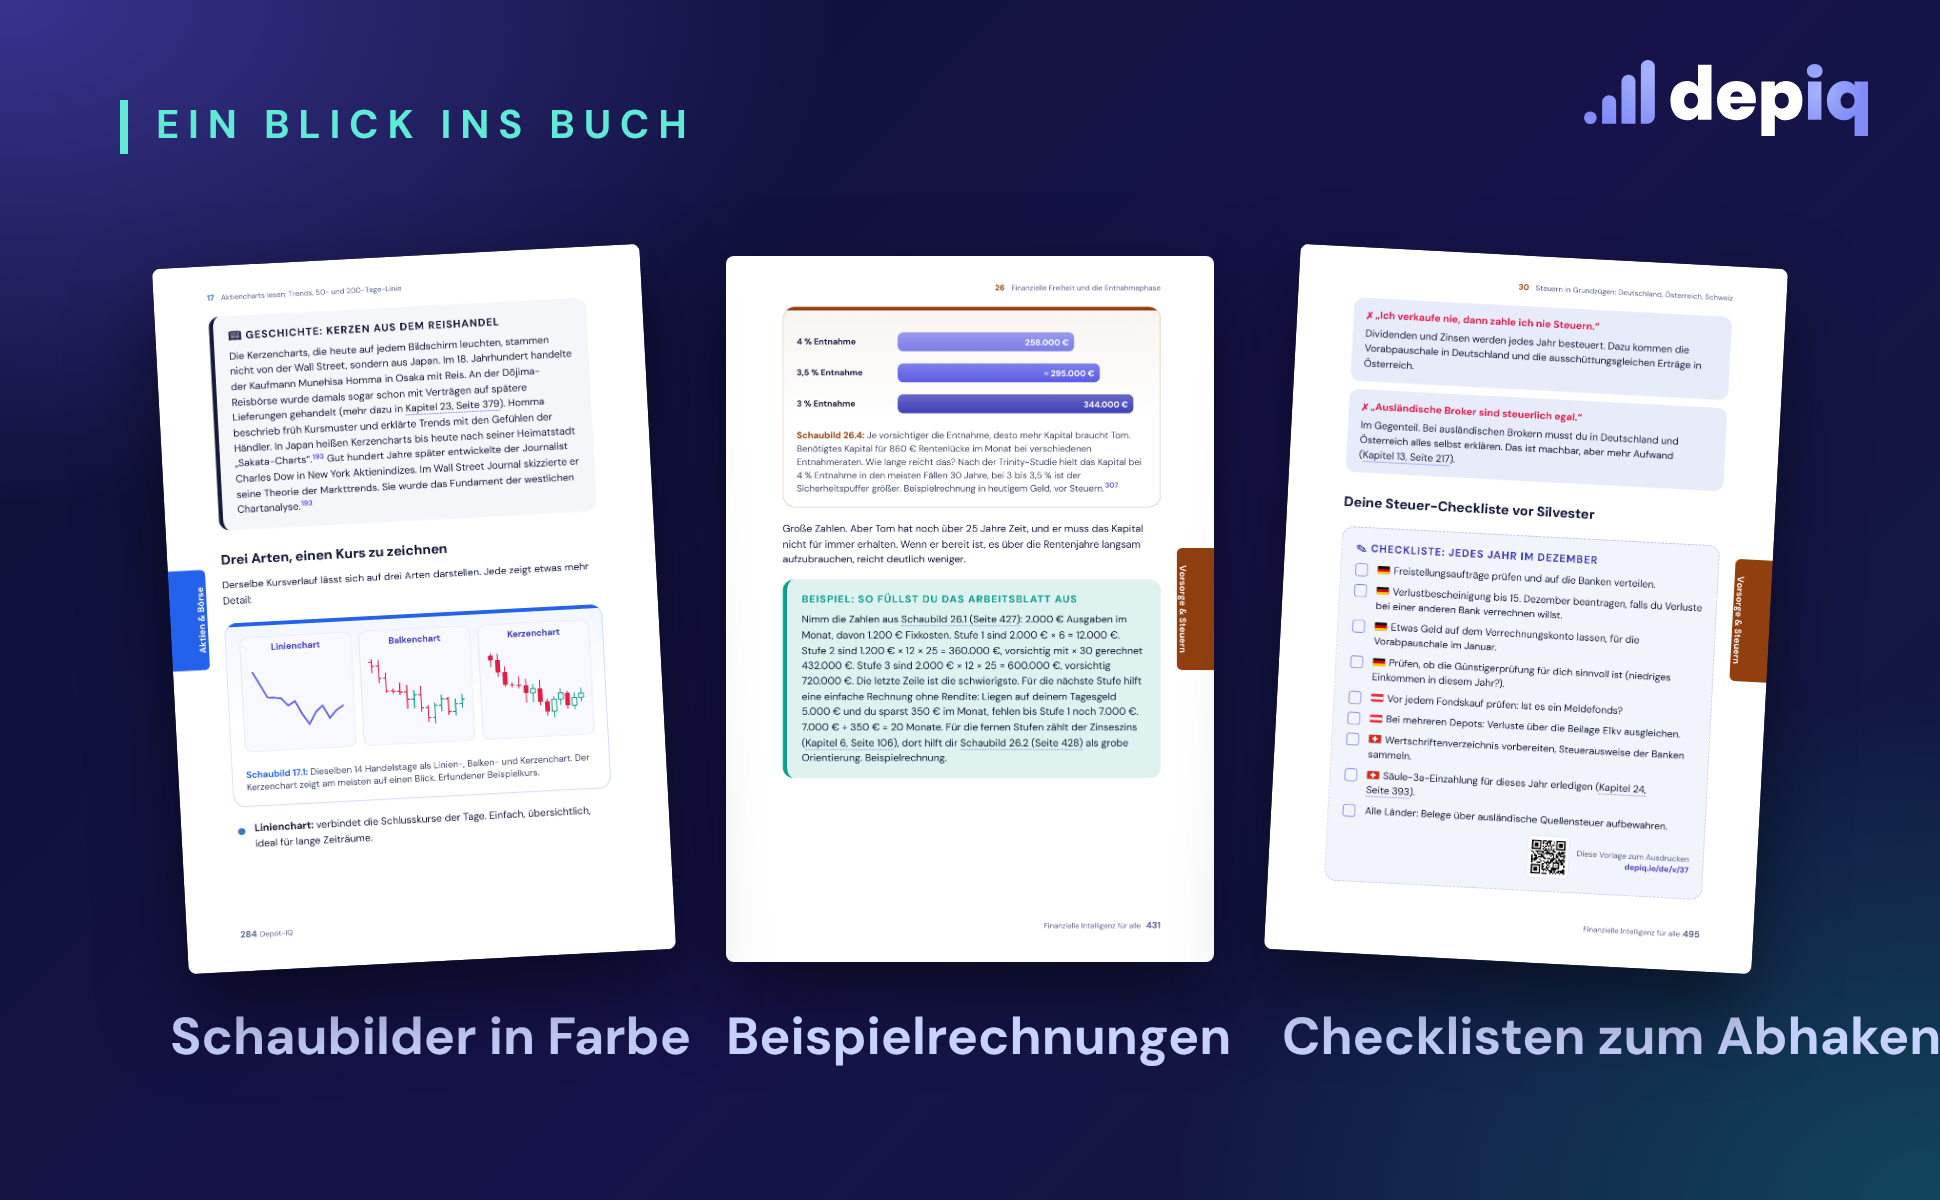 EIN BLICK INS BUCH
depiq
17 Aktiencharts lesen: Trends, 50- und 200-Tage-Linie
GESCHICHTE: KERZEN AUS DEM REISHANDEL
Die Kerzencharts, die heute auf jedem Bildschirm leuchten, stammen
nicht von der Wall Street, sondern aus Japan. Im 18. Jahrhundert handelte
der Kaufmann Munehisa Homma in Osaka mit Reis. An der Dōjima-
Reisbörse wurde damals sogar schon mit Verträgen auf spätere
Lieferungen gehandelt (mehr dazu in Kapitel 23, Seite 379). Homma
beschrieb früh Kursmuster und erklärte Trends mit den Gefühlen der
Händler. In Japan heißen Kerzencharts bis heute nach seiner Heimatstadt
„Sakata-Charts“.193 Gut hundert Jahre später entwickelte der Journalist
Charles Dow in New York Aktienindizes. Im Wall Street Journal skizzierte er
seine Theorie der Markttrends. Sie wurde das Fundament der westlichen
Chartanalyse.193
Drei Arten, einen Kurs zu zeichnen
Derselbe Kursverlauf lässt sich auf drei Arten darstellen. Jede zeigt etwas mehr
Detail:
Aktien & Börse
Linienchart
Balkenchart
Kerzenchart
Schaubild 17.1: Dieselben 14 Handelstage als Linien-, Balken- und Kerzenchart. Der
Kerzenchart zeigt am meisten auf einen Blick. Erfundener Beispielkurs.
Linienchart: verbindet die Schlusskurse der Tage. Einfach, übersichtlich,
ideal für lange Zeiträume.
284 Depot-IQ
26 Finanzielle Freiheit und die Entnahmephase
4 % Entnahme 258.000 €
3,5 % Entnahme ≈ 295.000 €
3 % Entnahme 344.000 €
Schaubild 26.4: Je vorsichtiger die Entnahme, desto mehr Kapital braucht Tom.
Benötigtes Kapital für 860 € Rentenlücke im Monat bei verschiedenen
Entnahmeraten. Wie lange reicht das? Nach der Trinity-Studie hielt das Kapital bei
4 % Entnahme in den meisten Fällen 30 Jahre, bei 3 bis 3,5 % ist der
Sicherheitspuffer größer. Beispielrechnung in heutigem Geld, vor Steuern.307
Große Zahlen. Aber Tom hat noch über 25 Jahre Zeit, und er muss das Kapital
nicht für immer erhalten. Wenn er bereit ist, es über die Rentenjahre langsam
aufzubrauchen, reicht deutlich weniger.
BEISPIEL: SO FÜLLST DU DAS ARBEITSBLATT AUS
Nimm die Zahlen aus Schaubild 26.1 (Seite 427): 2.000 € Ausgaben im
Monat, davon 1.200 € Fixkosten. Stufe 1 sind 2.000 € × 6 = 12.000 €.
Stufe 2 sind 1.200 € × 12 × 25 = 360.000 €, vorsichtig mit × 30 gerechnet
432.000 €. Stufe 3 sind 2.000 € × 12 × 25 = 600.000 €, vorsichtig
720.000 €. Die letzte Zeile ist die schwierigste. Für die nächste Stufe hilft
eine einfache Rechnung ohne Rendite: Liegen auf deinem Tagesgeld
5.000 € und du sparst 350 € im Monat, fehlen bis Stufe 1 noch 7.000 €.
7.000 € ÷ 350 € = 20 Monate. Für die fernen Stufen zählt der Zinseszins
(Kapitel 6, Seite 106), dort hilft dir Schaubild 26.2 (Seite 428) als grobe
Orientierung. Beispielrechnung.
Vorsorge & Steuern
Finanzielle Intelligenz für alle 431
30 Steuern in Grundzügen: Deutschland, Österreich, Schweiz
✗ „Ich verkaufe nie, dann zahle ich nie Steuern.“
Dividenden und Zinsen werden jedes Jahr besteuert. Dazu kommen die
Vorabpauschale in Deutschland und die ausschüttungsgleichen Erträge in
Österreich.
✗ „Ausländische Broker sind steuerlich egal.“
Im Gegenteil. Bei ausländischen Brokern musst du in Deutschland und
Österreich alles selbst erklären. Das ist machbar, aber mehr Aufwand
(Kapitel 13, Seite 217).
Deine Steuer-Checkliste vor Silvester
✎ CHECKLISTE: JEDES JAHR IM DEZEMBER
Freistellungsaufträge prüfen und auf die Banken verteilen.
Verlustbescheinigung bis 15. Dezember beantragen, falls du Verluste
bei einer anderen Bank verrechnen willst.
Etwas Geld auf dem Verrechnungskonto lassen, für die
Vorabpauschale im Januar.
Prüfen, ob die Günstigerprüfung für dich sinnvoll ist (niedriges
Einkommen in diesem Jahr?).
Vor jedem Fondskauf prüfen: Ist es ein Meldefonds?
Bei mehreren Depots: Verluste über die Beilage E1kv ausgleichen.
Wertschriftenverzeichnis vorbereiten, Steuerausweise der Banken
sammeln.
Säule-3a-Einzahlung für dieses Jahr erledigen (Kapitel 24,
Seite 393).
Alle Länder: Belege über ausländische Quellensteuer aufbewahren.
Diese Vorlage zum Ausdrucken
depiq.io/de/v/37
Vorsorge & Steuern
Finanzielle Intelligenz für alle 495
Schaubilder in Farbe
Beispielrechnungen
Checklisten zum Abhaken